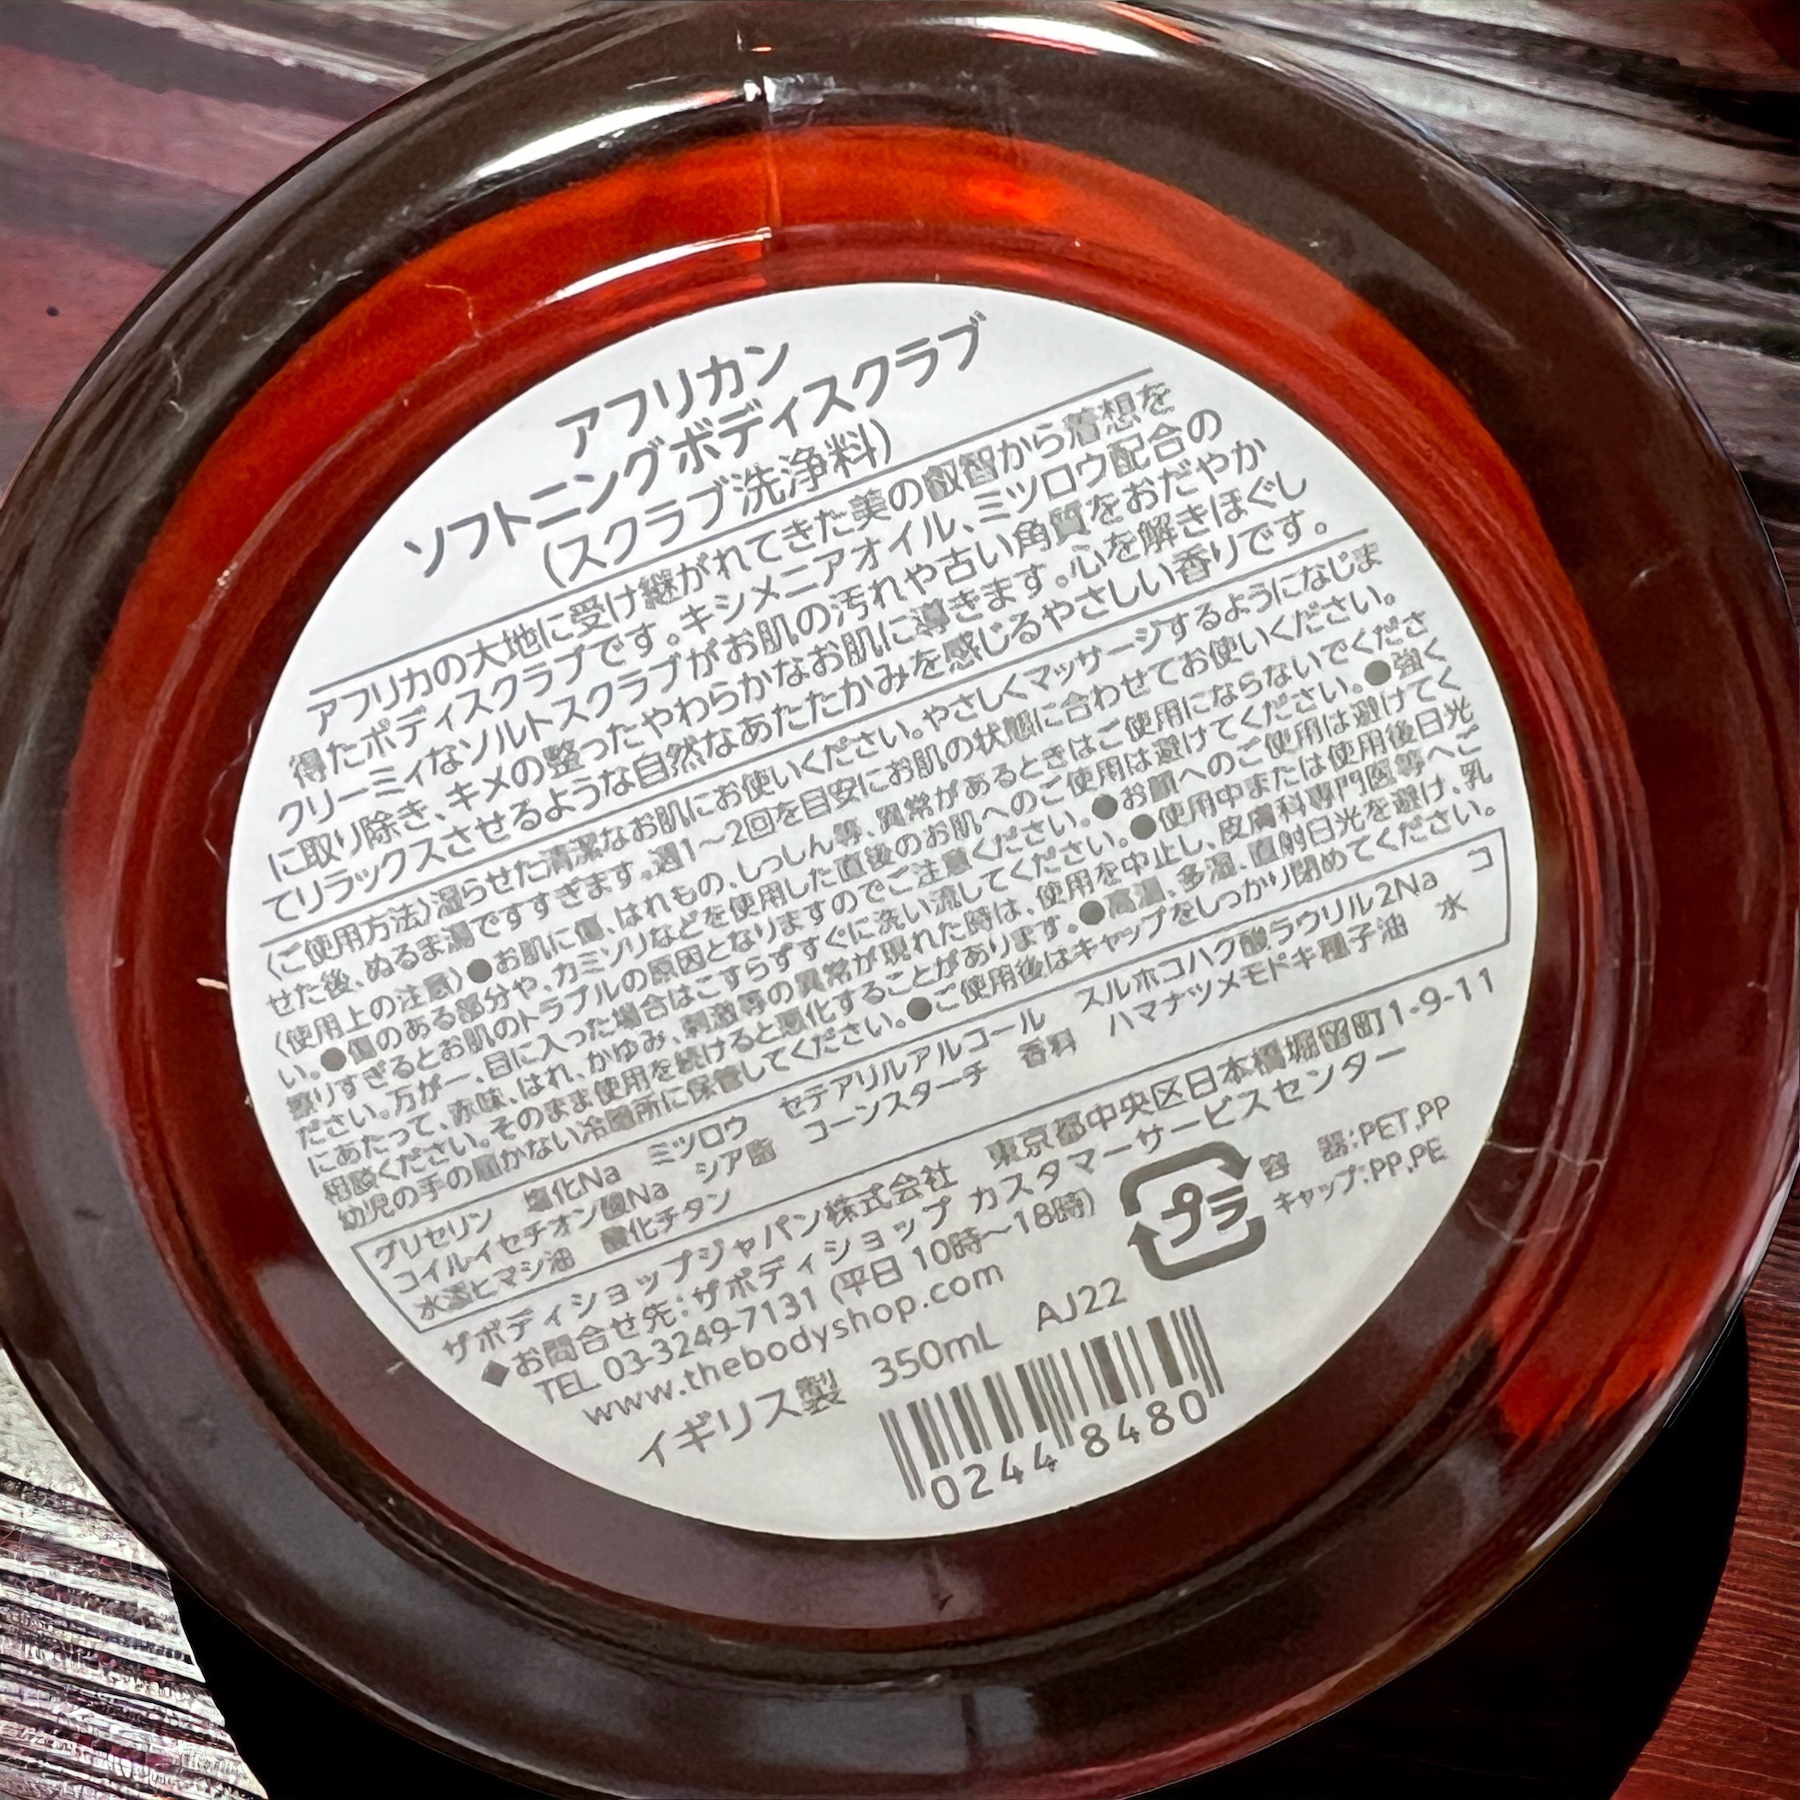 アフリカン
ソフトニングボディスクラブ
(スクラブ洗浄料)
アフリカの大地に受け継がれてきた美の叡智から着想を
得たボディスクラブです。キシメニアオイル、ミツロウ配合の
クリーミィなソルトスクラブがお肌の汚れや古い角質をおだやか
に取り除き、キメの整ったやわらかなお肌に導きます。心を解きほぐし
てリラックスさせるような自然なあたたかみを感じるやさしい香りです。
〈ご使用方法〉湿らせた清潔なお肌にお使いください。やさしくマッサージするようになじま
せた後、ぬるま湯ですすぎます。週1〜2回を目安にお肌の状態に合わせてお使いください。
〈使用上の注意〉●お肌に傷、はれもの、しっしん等、異常があるときはご使用にならないでくださ
い。●傷のある部分や、カミソリなどを使用した直後のお肌へのご使用は避けてください。●強く
擦りすぎるとお肌のトラブルの原因となりますのでご注意ください。●お顔へのご使用は避けてく
ださい。万が一、目に入った場合はこすらずすぐに洗い流してください。●使用中または使用後日光
にあたって、赤味、はれ、かゆみ、刺激等の異常が現れた時は、使用を中止し、皮膚科専門医等へご
相談ください。そのまま使用を続けると悪化することがあります。●高温、多湿、直射日光を避け、乳
幼児の手の届かない冷暗所に保管してください。●ご使用後はキャップをしっかり閉めてください。
グリセリン 塩化Na ミツロウ セテアリルアルコール スルホコハク酸ラウリル2Na コ
コイルイセチオン酸Na シア脂 コーンスターチ 香料 ハマナツメモドキ種子油 水
水添ヒマシ油 酸化チタン
ザボディショップジャパン株式会社 東京都中央区日本橋堀留町1-9-11
◆お問合せ先:ザボディショップ カスタマーサービスセンター
TEL 03-3249-7131 (平日 10時〜18時)
www.thebodyshop.com
イギリス製 350mL AJ22
プラ
容 器:PET,PP
キャップ:PP,PE
0244 8480